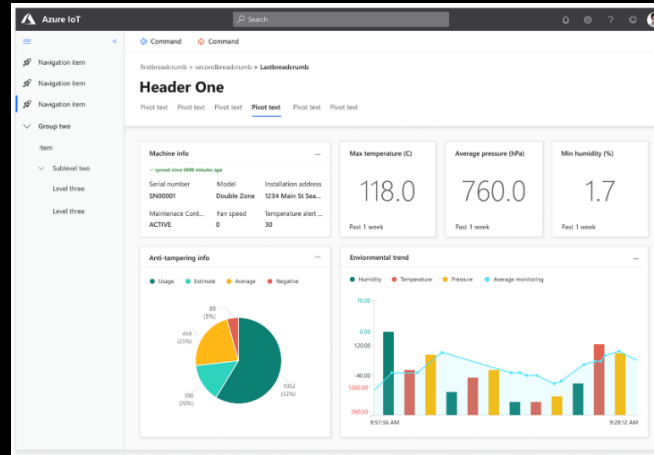 Azure IoT
Search
Command Command
Navigation item
Navigation item
Navigation item
Group two
Item
Sublevel two
Level three
Level three
firstbreadcrumb > secondbreadcrumb > Lastbreadcrumb
Header One
Pivot text Pivot text Pivot text Pivot text Pivot text Pivot text
Machine info
synced since 6898 minutes ago
Serial number Model Installation address
SN00001 Double Zone 1234 Main St Sea...
Maintenace Cont... Fan speed Temperature alert ...
ACTIVE 0 30
Max temperature (C)
118.0
Past 1 week
Average pressure (hPa)
760.0
Past 1 week
Min humidity (%)
1.7
Past 1 week
Anti-tampering info
Usage Estimate Average Negative
99
(5%)
(23%)
(20%)
1052
(52%)
Envionmental trend
Humidity Temperature Pressure Average monitoring
10.00
0.00
120.00
-40.00
1260.00
360.00
8:57:36 AM 9:28:12 AM